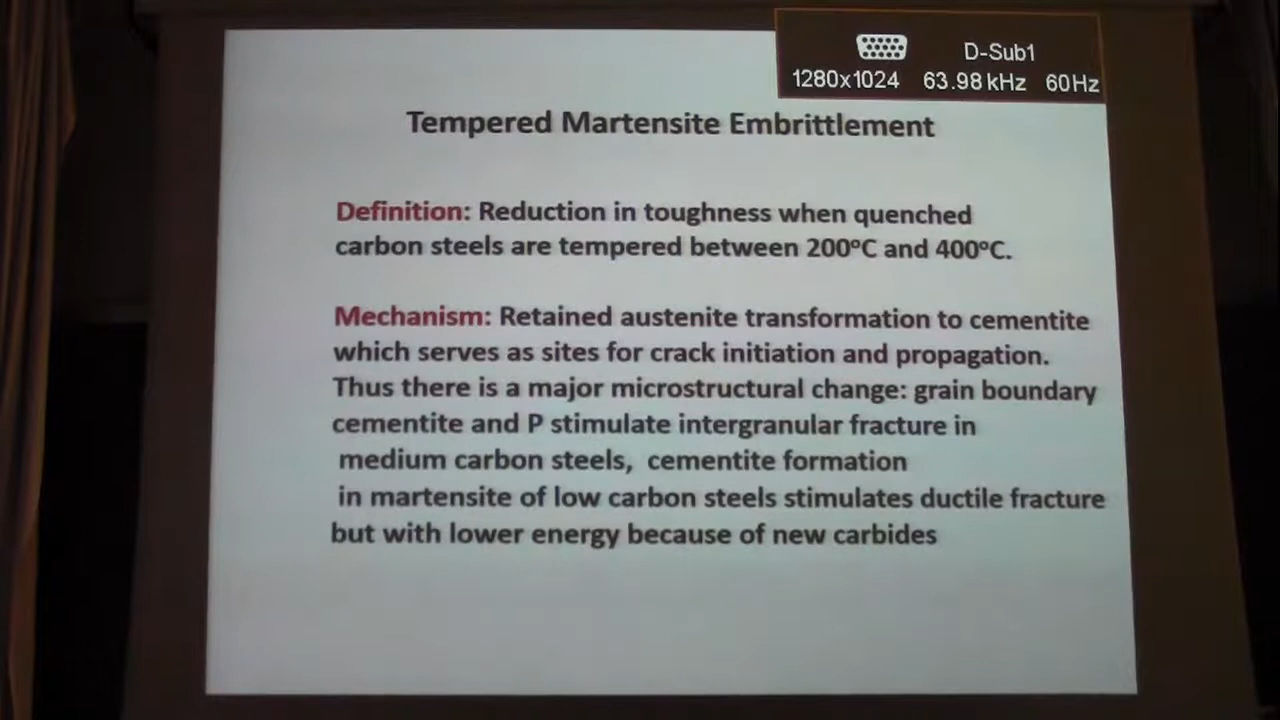 D-Sub1
1280x1024 63.98 kHz 60Hz
Tempered Martensite Embrittlement
Definition: Reduction in toughness when quenched
carbon steels are tempered between 200°C and 400°C.
Mechanism: Retained austenite transformation to cementite
which serves as sites for crack initiation and propagation.
Thus there is a major microstructural change: grain boundary
cementite and P stimulate intergranular fracture in
medium carbon steels, cementite formation
in martensite of low carbon steels stimulates ductile fracture
but with lower energy because of new carbides